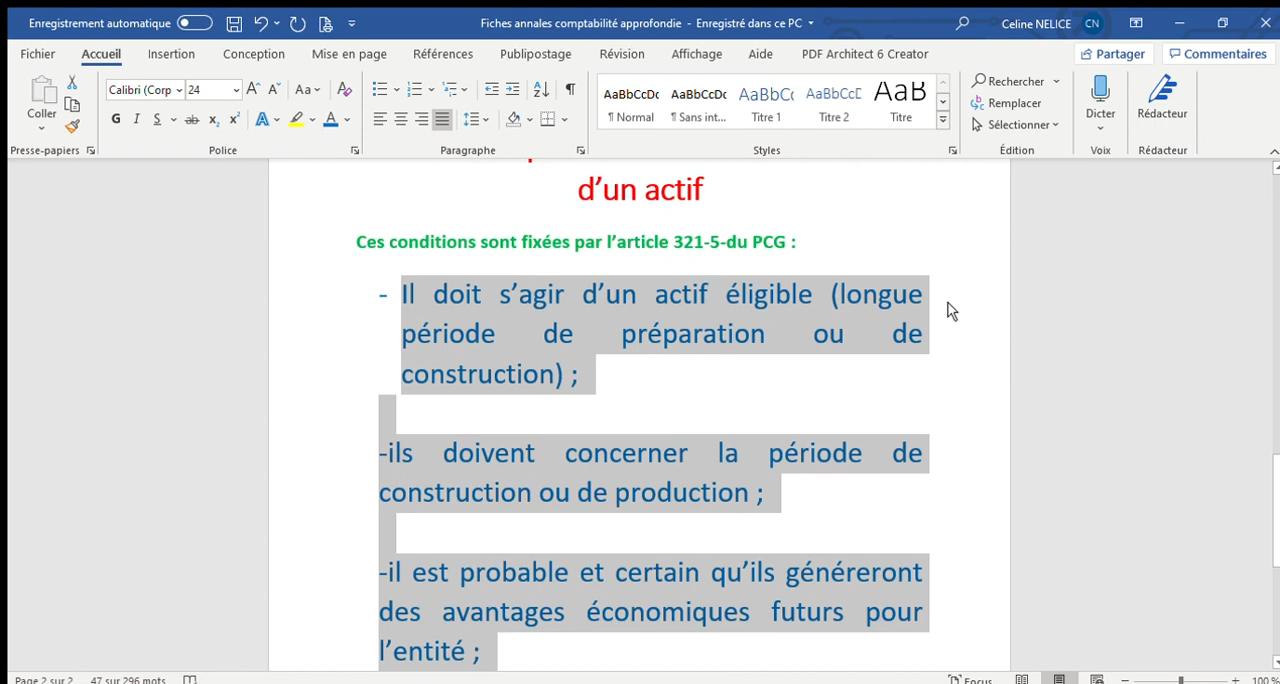 Enregistrement automatique
Fiches annales comptabilité approfondie - Enregistré dans ce PC
Celine NELICE CN
Fichier Accueil Insertion Conception Mise en page Références Publipostage Révision Affichage Aide PDF Architect 6 Creator Partager Commentaires
Coller
Calibri (Corp 24
Aa
G I S ab x₂ x² A A
AaBbCcDc AaBbCcDc AaBbCc AaBbCcD AaB
¶ Normal ¶ Sans int... Titre 1 Titre 2 Titre
Rechercher
Remplacer
Sélectionner
Dicter
Rédacteur
Presse-papiers Police Paragraphe Styles Édition Voix Rédacteur
d’un actif
Ces conditions sont fixées par l’article 321-5-du PCG :
- Il doit s’agir d’un actif éligible (longue
période de préparation ou de
construction) ;
-ils doivent concerner la période de
construction ou de production ;
-il est probable et certain qu’ils généreront
des avantages économiques futurs pour
l’entité ;
Page 2 sur 2 47 sur 296 mots Focus 100 %